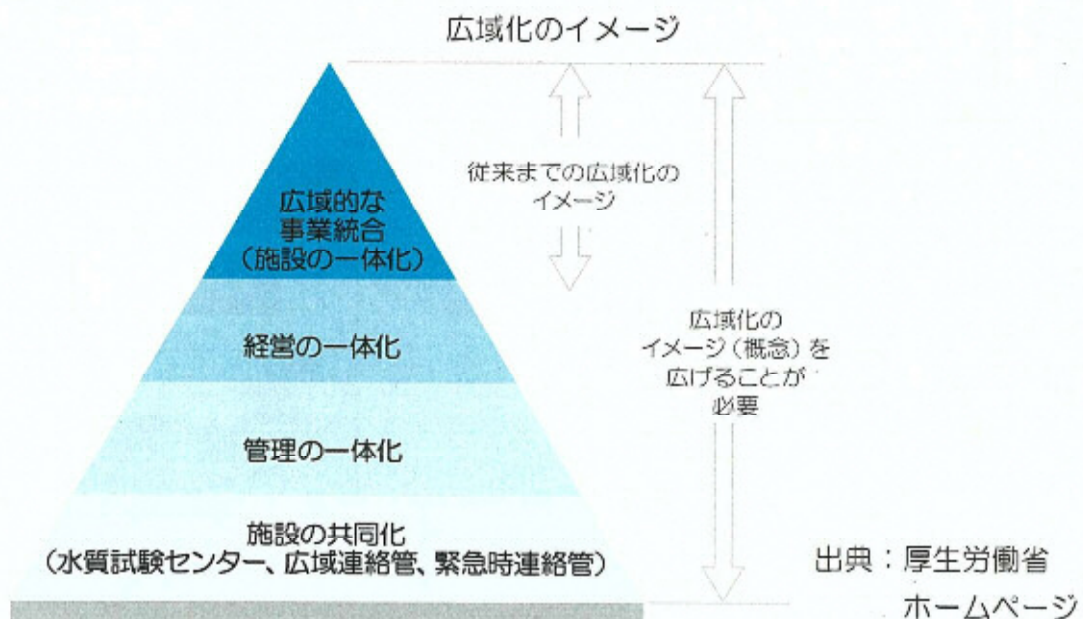 広域化のイメージ
広域的な
事業統合
(施設の一体化)
経営の一体化
管理の一体化
施設の共同化
(水質試験センター、広域連絡管、緊急時連絡管)
従来までの広域化の
イメージ
広域化の
イメージ(概念)を
広げることが
必要
出典:厚生労働省
ホームページ